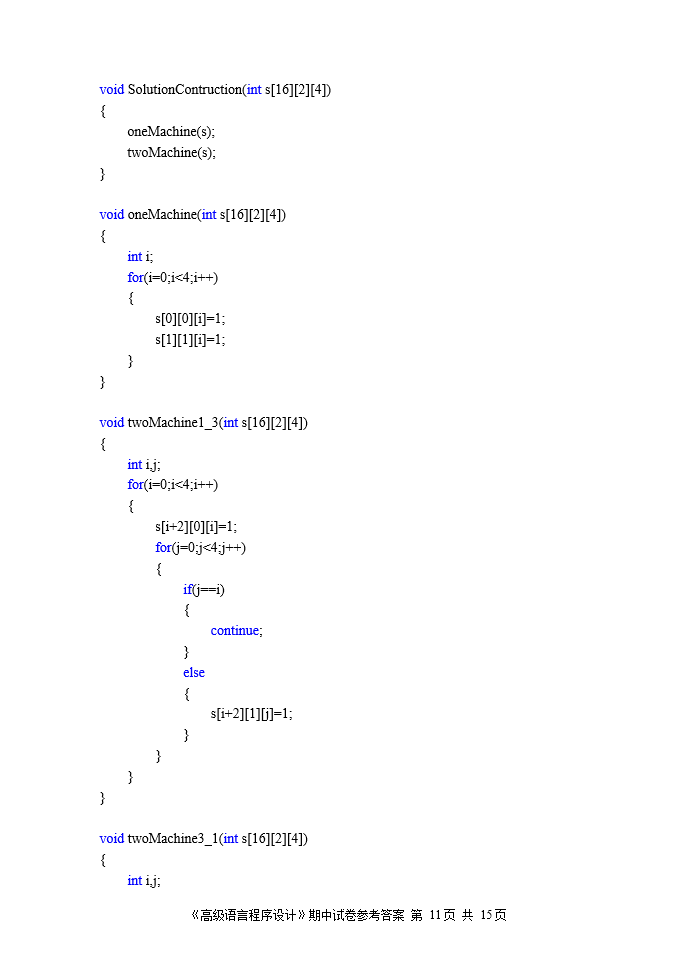 void SolutionContruction(int s[16][2][4])
{
oneMachine(s);
twoMachine(s);
}
void oneMachine(int s[16][2][4])
{
int i;
for(i=0;i<4;i++)
{
s[0][0][i]=1;
s[1][1][i]=1;
}
}
void twoMachine1_3(int s[16][2][4])
{
int i,j;
for(i=0;i<4;i++)
{
s[i+2][0][i]=1;
for(j=0;j<4;j++)
{
if(j==i)
{
continue;
}
else
{
s[i+2][1][j]=1;
}
}
}
}
void twoMachine3_1(int s[16][2][4])
{
int i,j;
《高级语言程序设计》期中试卷参考答案 第 11页 共 15页